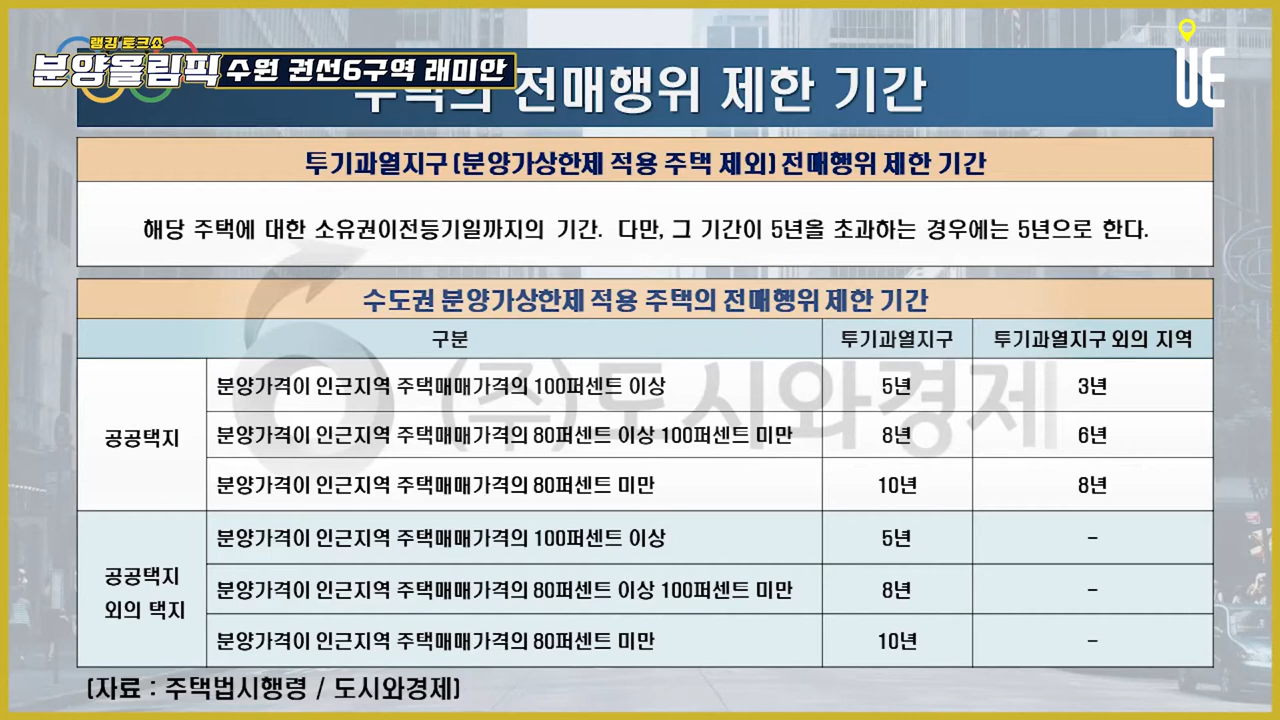 랭킹 토크쇼
분양올림픽 수원 권선6구역 래미안
UE
주택의 전매행위 제한 기간
투기과열지구 (분양가상한제 적용 주택 제외) 전매행위 제한 기간
해당 주택에 대한 소유권이전등기일까지의 기간. 다만, 그 기간이 5년을 초과하는 경우에는 5년으로 한다.
수도권 분양가상한제 적용 주택의 전매행위 제한 기간
구분 투기과열지구 투기과열지구 외의 지역
공공택지
분양가격이 인근지역 주택매매가격의 100퍼센트 이상 5년 3년
분양가격이 인근지역 주택매매가격의 80퍼센트 이상 100퍼센트 미만 8년 6년
분양가격이 인근지역 주택매매가격의 80퍼센트 미만 10년 8년
공공택지
외의 택지
분양가격이 인근지역 주택매매가격의 100퍼센트 이상 5년 -
분양가격이 인근지역 주택매매가격의 80퍼센트 이상 100퍼센트 미만 8년 -
분양가격이 인근지역 주택매매가격의 80퍼센트 미만 10년 -
(주)도시와경제
(자료 : 주택법시행령 / 도시와경제)